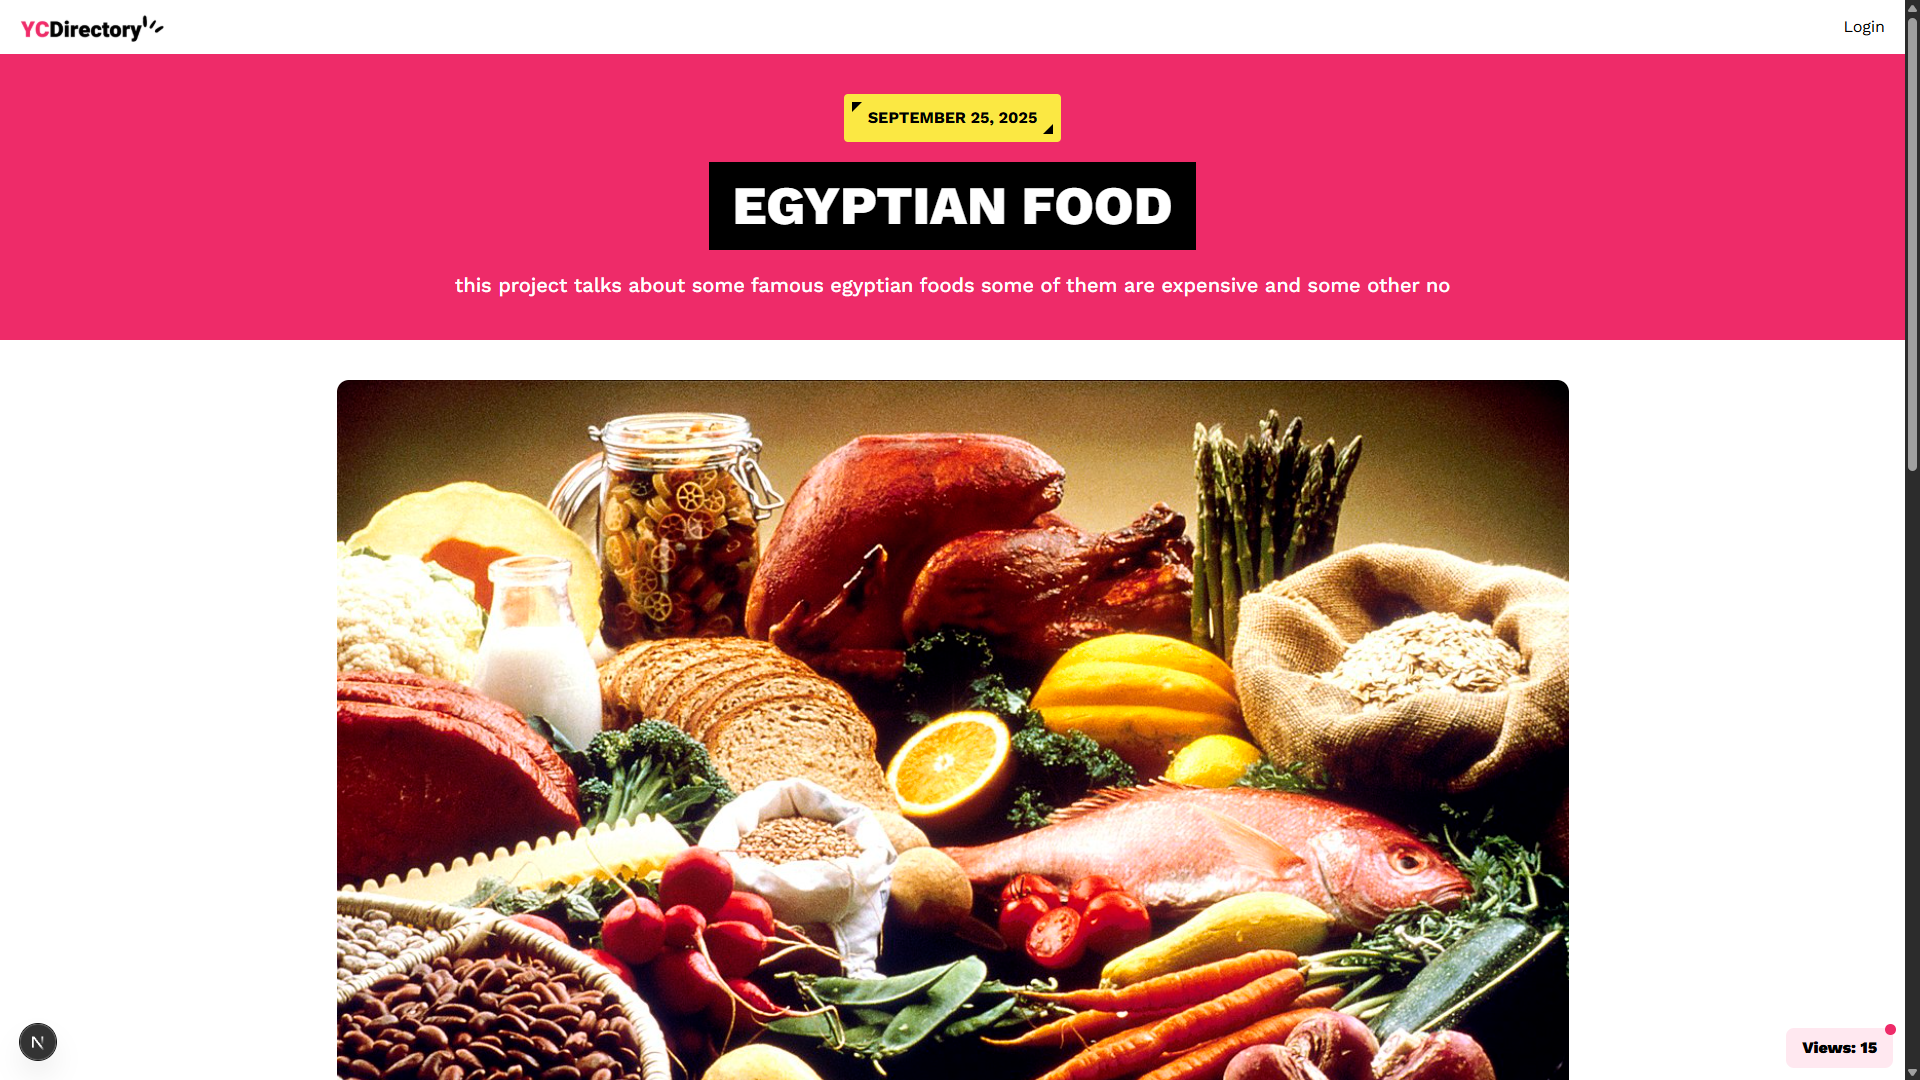 YCDirectory
Login
SEPTEMBER 25, 2025
EGYPTIAN FOOD
this project talks about some famous egyptian foods some of them are expensive and some other no
N
Views: 15